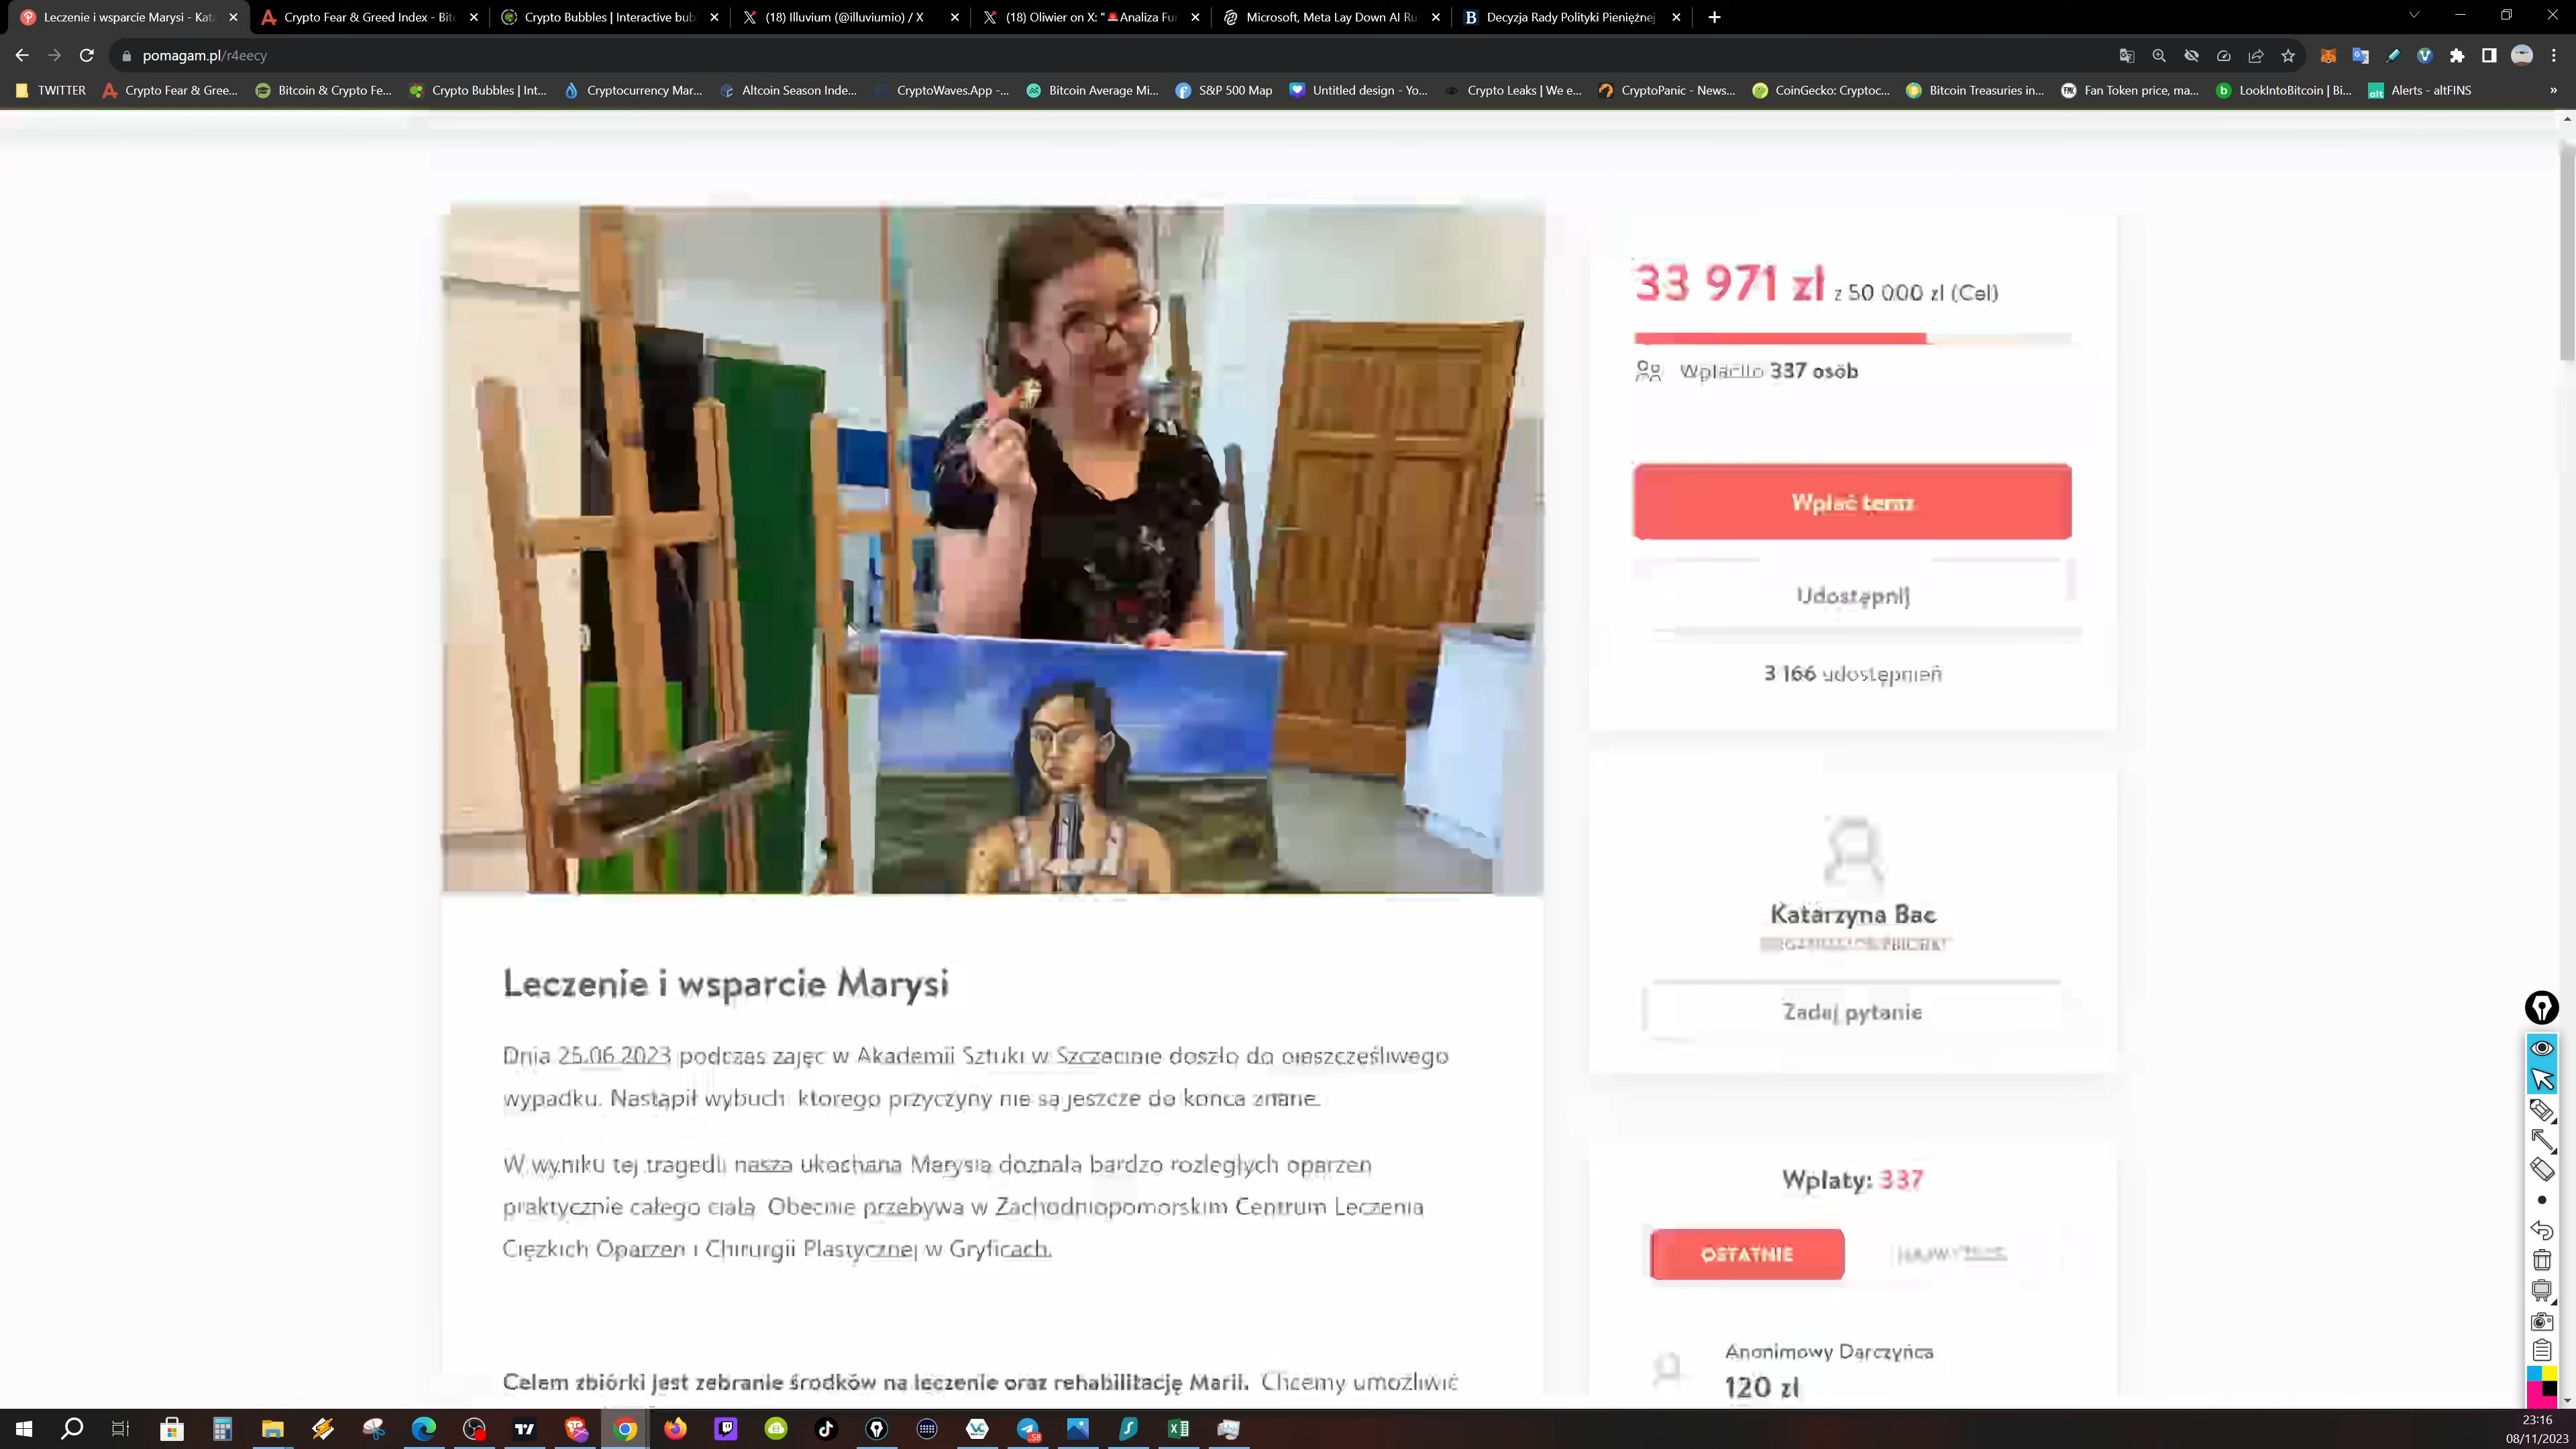 Leczenie i wsparcie Marysi - Kata
Crypto Fear & Greed Index - Bit
Crypto Bubbles | Interactive bub
(18) Illuvium (@illuviumio) / X
(18) Oliwier on X: "🚨Analiza Fu
Microsoft, Meta Lay Down AI Ru
Decyzja Rady Polityki Pieniężnej
pomagam.pl/r4eecy
TWITTER
Crypto Fear & Gree...
Bitcoin & Crypto Fe...
Crypto Bubbles | Int...
Cryptocurrency Mar...
Altcoin Season Inde...
CryptoWaves.App -...
Bitcoin Average Mi...
S&P 500 Map
Untitled design - Yo...
Crypto Leaks | We e...
CryptoPanic - News...
CoinGecko: Cryptoc...
Bitcoin Treasuries in...
Fan Token price, ma...
LookIntoBitcoin | Bi...
Alerts - altFINS
33 971 zł z 50 000 zł (Cel)
Wpłaciło 337 osób
Wpłać teraz
Udostępnij
3 166 udostępnień
Katarzyna Bac
Zadaj pytanie
Leczenie i wsparcie Marysi
Dnia 25.06.2023 podczas zajęć w Akademii Sztuki w Szczecinie doszło do nieszczęśliwego
wypadku. Nastąpił wybuch którego przyczyny nie są jeszcze do końca znane.
W wyniku tej tragedii nasza ukochana Marysia doznała bardzo rozległych oparzeń
praktycznie całego ciała. Obecnie przebywa w Zachodniopomorskim Centrum Leczenia
Ciężkich Oparzeń i Chirurgii Plastycznej w Gryficach.
Celem zbiórki jest zebranie środków na leczenie oraz rehabilitację Marii. Chcemy umożliwić
Wpłaty: 337
OSTATNIE
Anonimowy Darczyńca
120 zł
58
23:16
08/11/2023